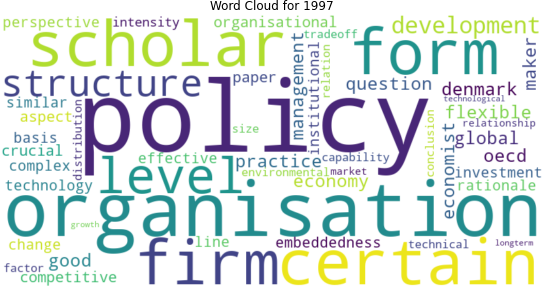 Word Cloud for 1997
perspective intensity organisational development
scholar tradeoff form maker
structure paper management institutional relation question denmark flexible technological
similar aspect distribution policy relationship
basis size conclusion economist global
crucial complex effective practice capability oecd
technology level environmental market economy investment rationale
organisation
change line embeddedness technical longterm
good firm certain
factor competitive growth